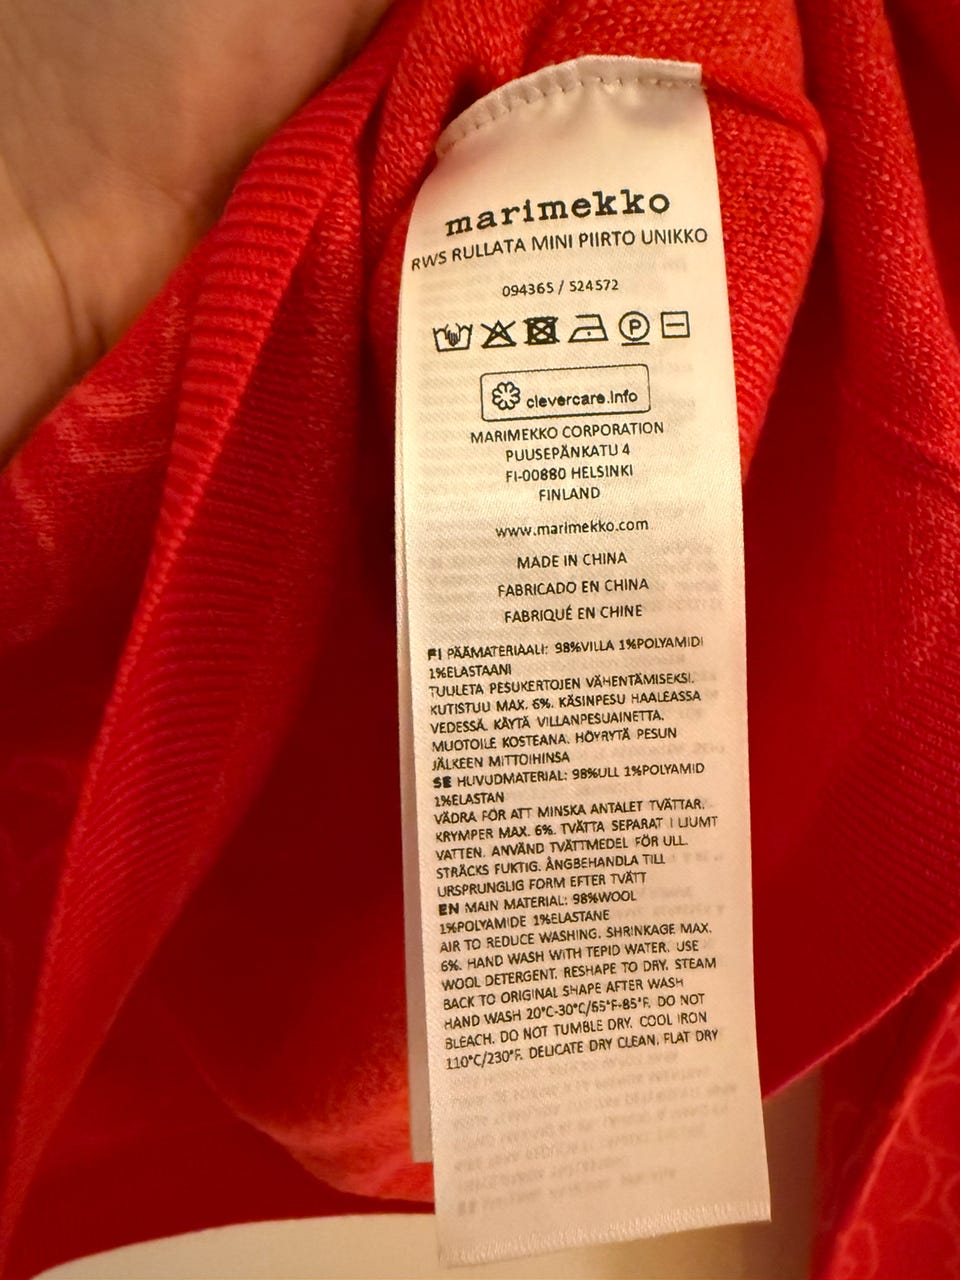 marimekko
RWS RULLATA MINI PIIRTO UNIKKO
094365 / 524572
P
clevercare.info
MARIMEKKO CORPORATION
PUUSEPÄNKATU 4
FI-00880 HELSINKI
FINLAND
www.marimekko.com
MADE IN CHINA
FABRICADO EN CHINA
FABRIQUÉ EN CHINE
FI PÄÄMATERIAALI: 98%VILLA 1%POLYAMIDI
1%ELASTAANI
TUULETA PESUKERTOJEN VÄHENTÄMISEKSI.
KUTISTUU MAX. 6%. KÄSINPESU HAALEASSA
VEDESSÄ. KÄYTÄ VILLANPESUAINETTA.
MUOTOILE KOSTEANA. HÖYRYTÄ PESUN
JÄLKEEN MITTOIHINSA
SE HUVUDMATERIAL: 98%ULL 1%POLYAMID
1%ELASTAN
VÄDRA FÖR ATT MINSKA ANTALET TVÄTTAR.
KRYMPER MAX. 6%. TVÄTTA SEPARAT I LJUMT
VATTEN. ANVÄND TVÄTTMEDEL FÖR ULL.
STRÄCKS FUKTIG. ÅNGBEHANDLA TILL
URSPRUNGLIG FORM EFTER TVÄTT
EN MAIN MATERIAL: 98%WOOL
1%POLYAMIDE 1%ELASTANE
AIR TO REDUCE WASHING. SHRINKAGE MAX.
6%. HAND WASH WITH TEPID WATER. USE
WOOL DETERGENT. RESHAPE TO DRY. STEAM
BACK TO ORIGINAL SHAPE AFTER WASH
HAND WASH 20°C-30°C/65°F-85°F. DO NOT
BLEACH. DO NOT TUMBLE DRY. COOL IRON
110°C/230°F. DELICATE DRY CLEAN. FLAT DRY